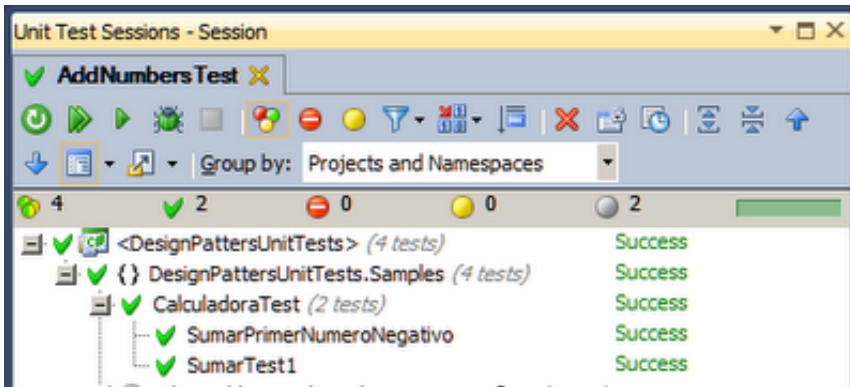 Unit Test Sessions - Session
AddNumbersTest
Group by: Projects and Namespaces
4 2 0 0 2
<DesignPattersUnitTests> (4 tests) Success
{} DesignPattersUnitTests.Samples (4 tests) Success
CalculadoraTest (2 tests) Success
SumarPrimerNumeroNegativo Success
SumarTest1 Success